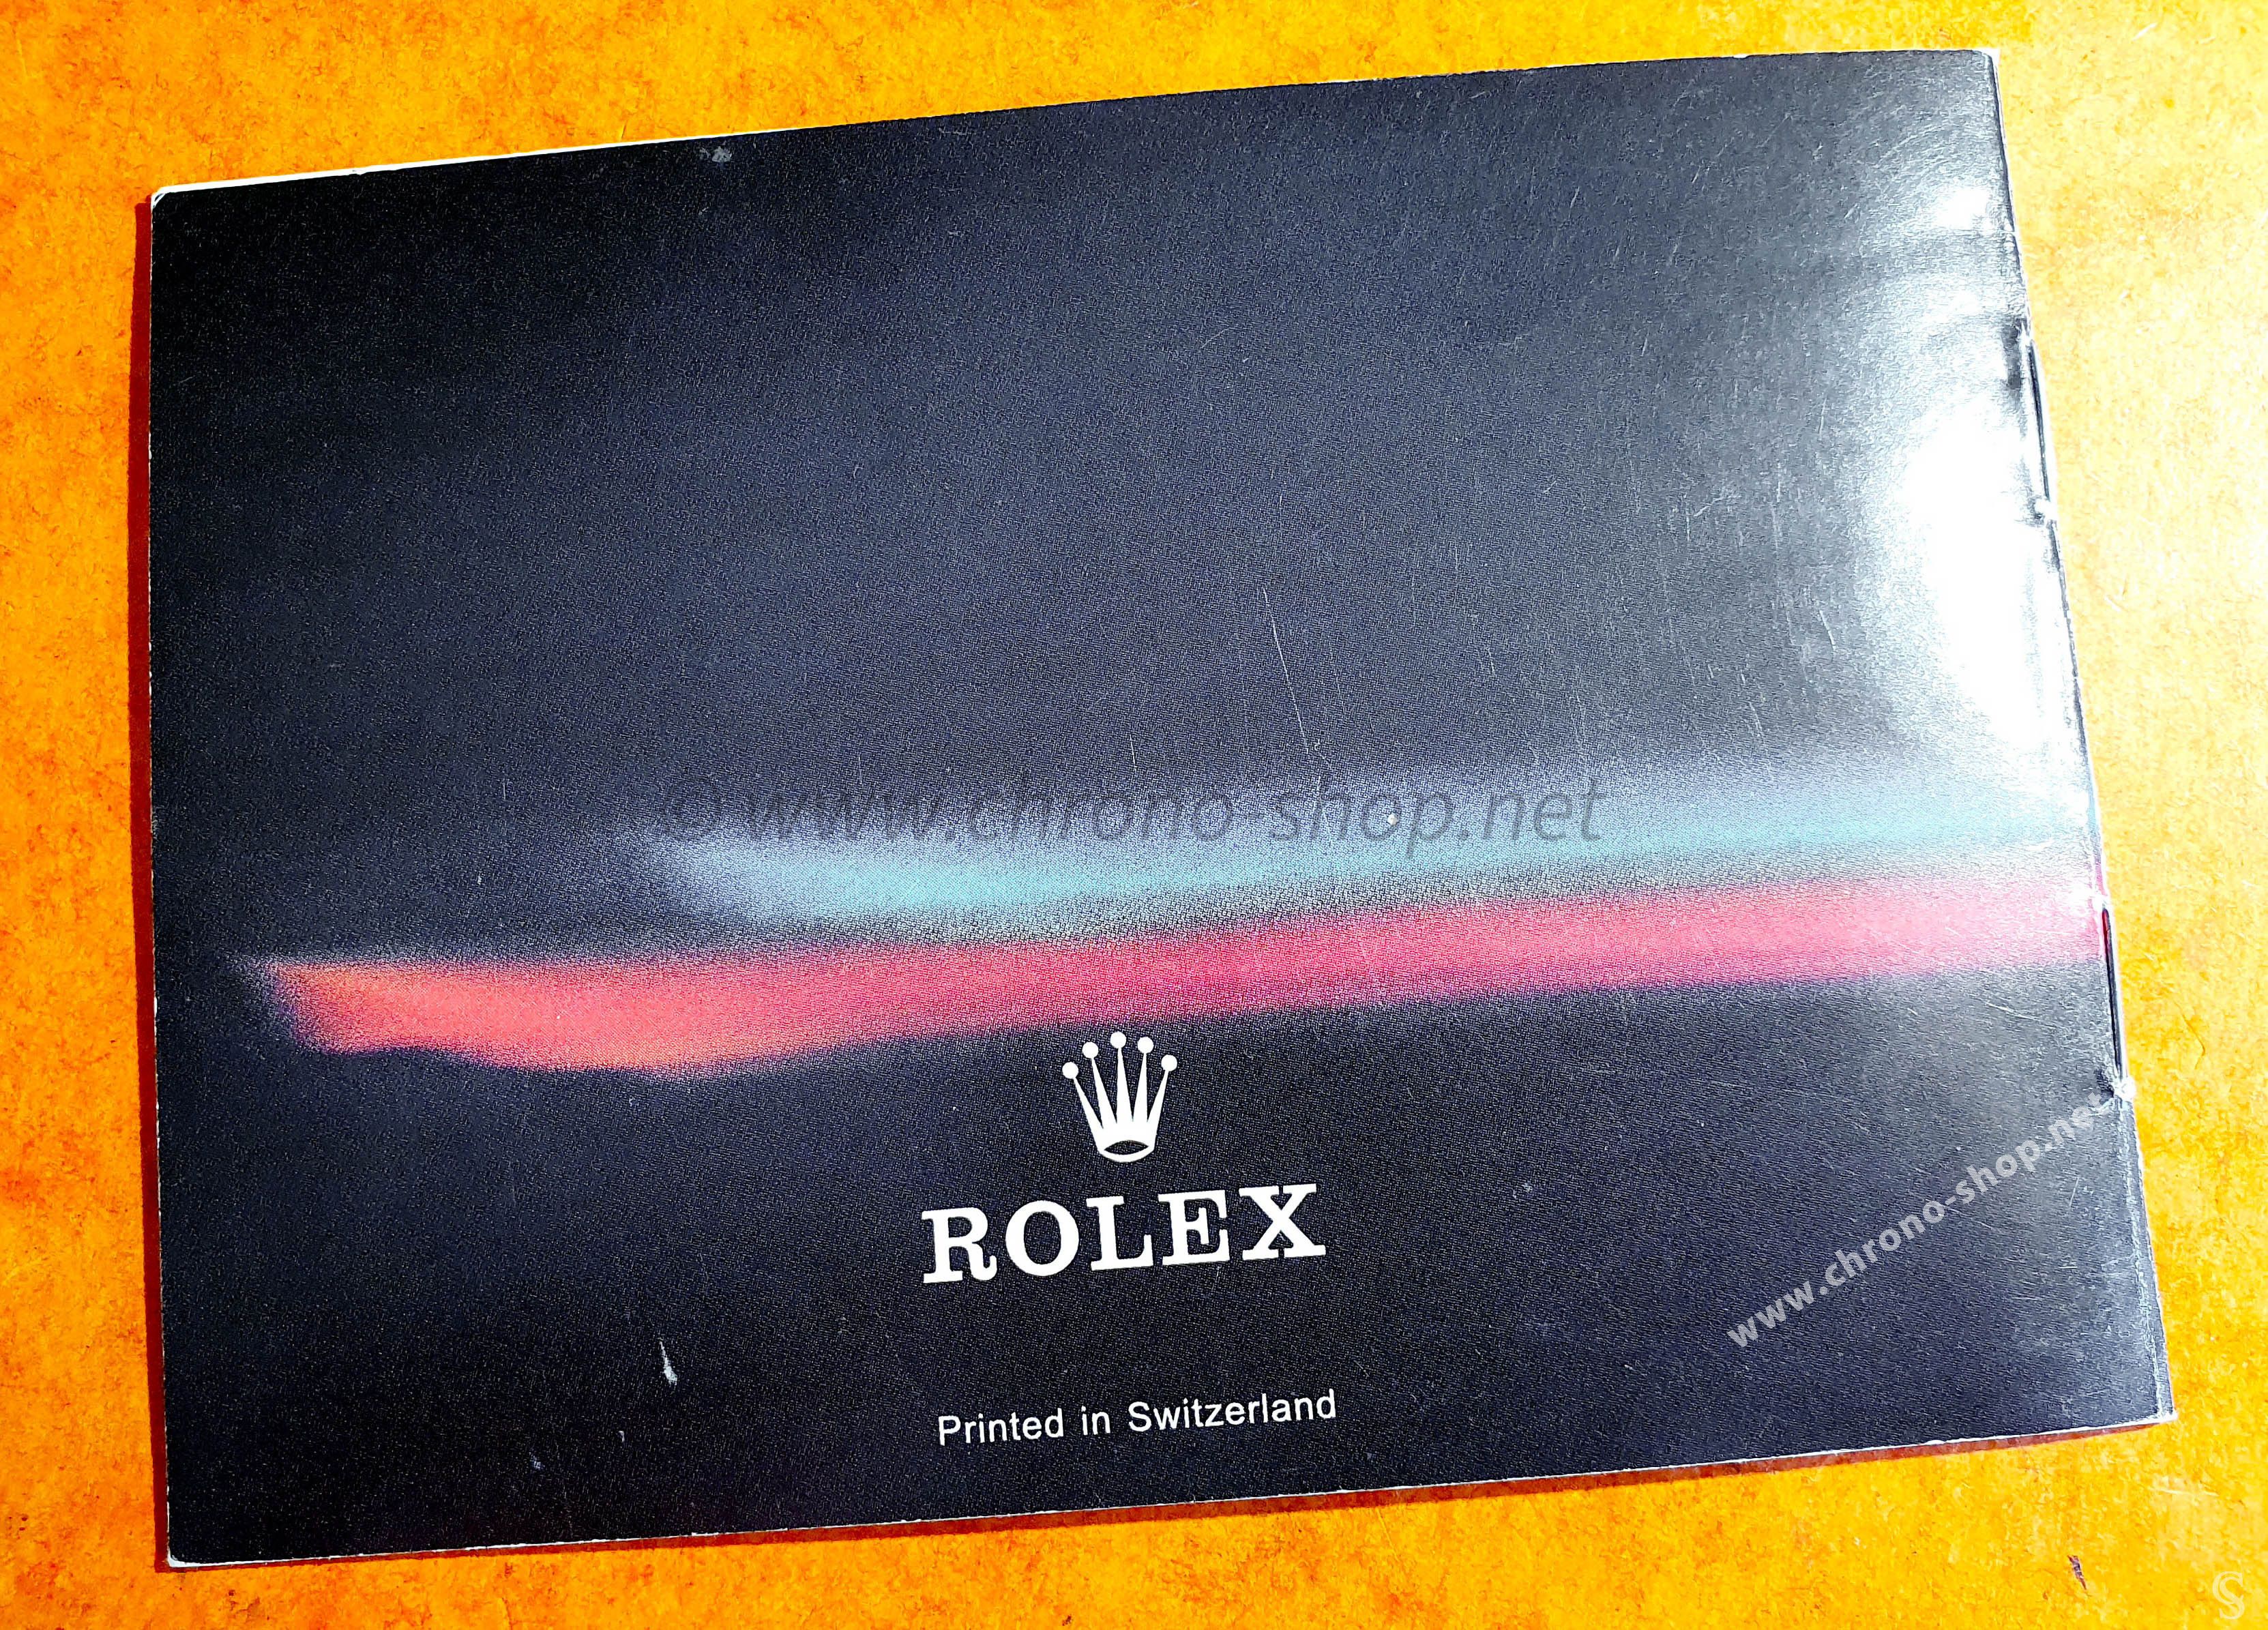 © www.chrono-shop.net
ROLEX
www.chrono-shop.net
Printed in Switzerland